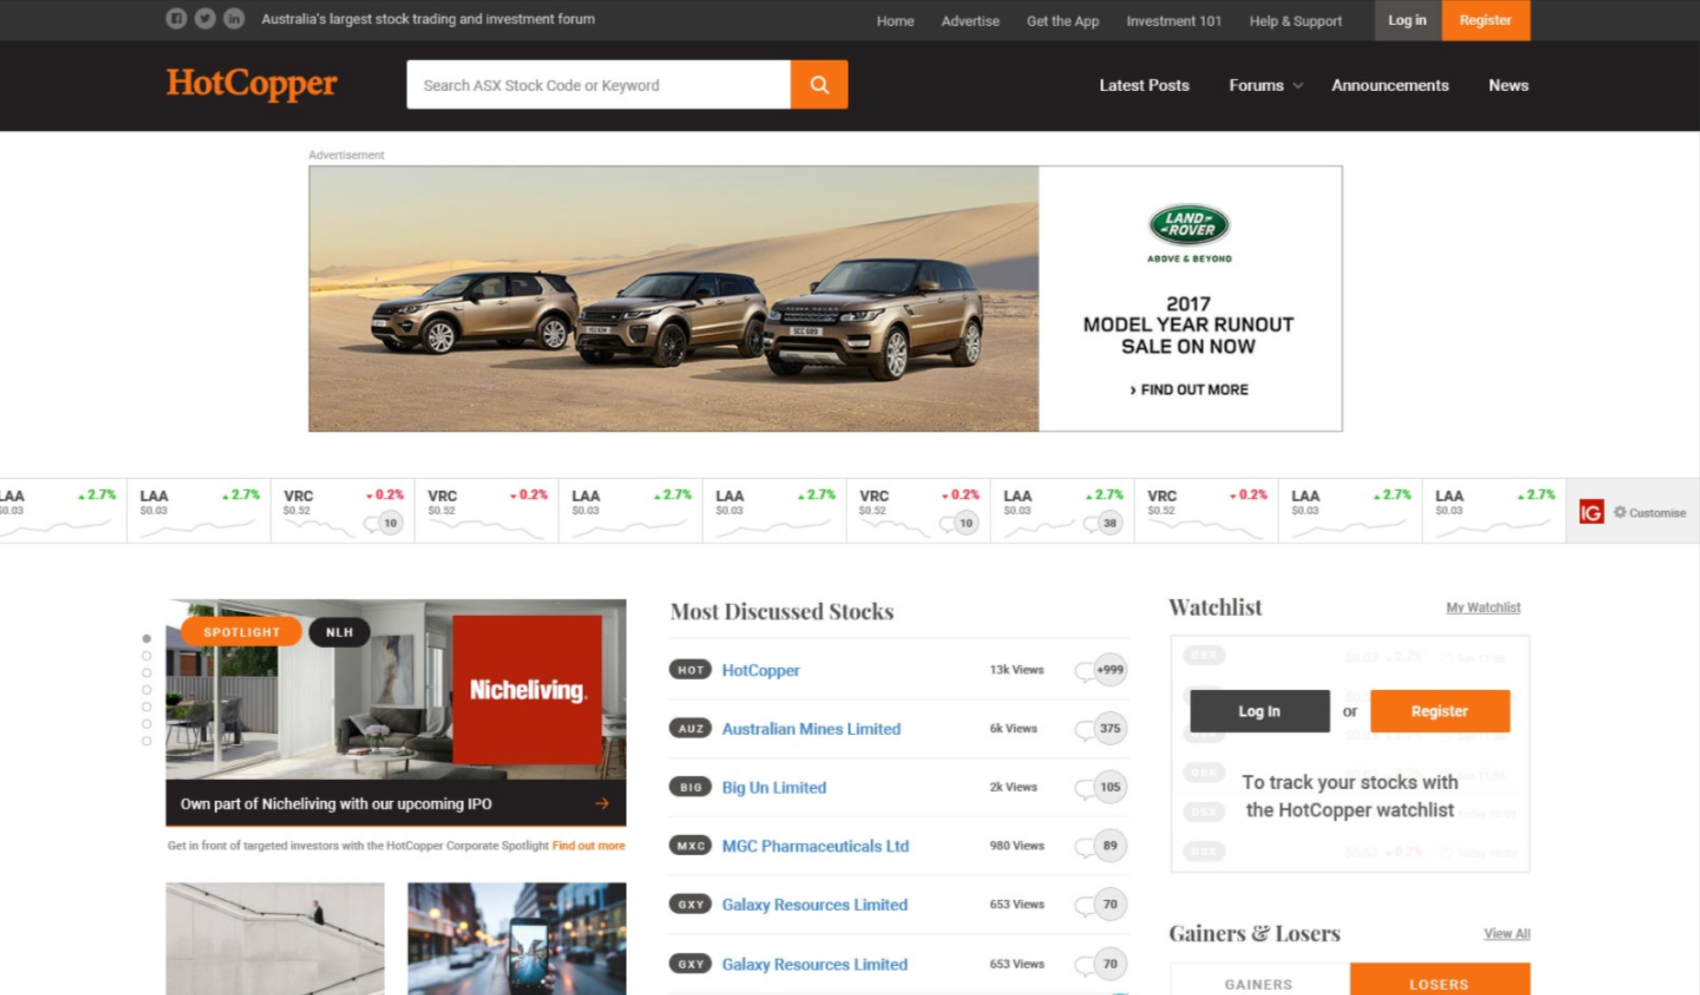 Australia's largest stock trading and investment forum
Home Advertise Get the App Investment 101 Help & Support Log in Register
HotCopper
Search ASX Stock Code or Keyword
Latest Posts Forums Announcements News
Advertisement
LAND
ROVER
ABOVE & BEYOND
2017
MODEL YEAR RUNOUT
SALE ON NOW
› FIND OUT MORE
LAA 2.7%
$0.03
LAA 2.7%
$0.03
VRC 0.2%
$0.52
10
VRC 0.2%
$0.52
LAA 2.7%
$0.03
LAA 2.7%
$0.03
VRC 0.2%
$0.52
10
LAA 2.7%
$0.03
38
VRC 0.2%
$0.52
LAA 2.7%
$0.03
LAA 2.7%
$0.03
IG Customise
SPOTLIGHT NLH
Nicheliving.
Own part of Nicheliving with our upcoming IPO
Get in front of targeted investors with the HotCopper Corporate Spotlight Find out more
Most Discussed Stocks
HOT HotCopper 13k Views +999
AUZ Australian Mines Limited 6k Views 375
BIG Big Un Limited 2k Views 105
MXC MGC Pharmaceuticals Ltd 980 Views 89
GXY Galaxy Resources Limited 653 Views 70
GXY Galaxy Resources Limited 653 Views 70
Watchlist My Watchlist
Log In or Register
To track your stocks with
the HotCopper watchlist
Gainers & Losers View All
GAINERS LOSERS